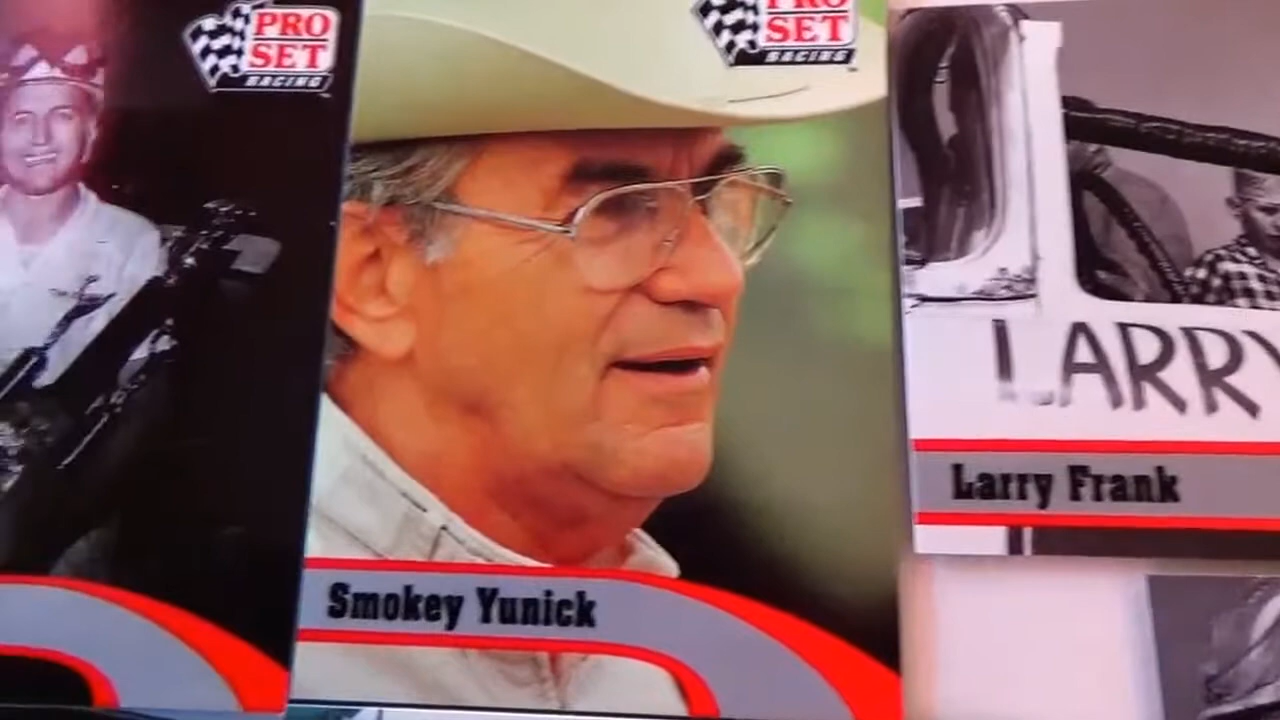 PRO
SET
RACING
PRO
SET
RACING
LARRY
Larry Frank
Smokey Yunick